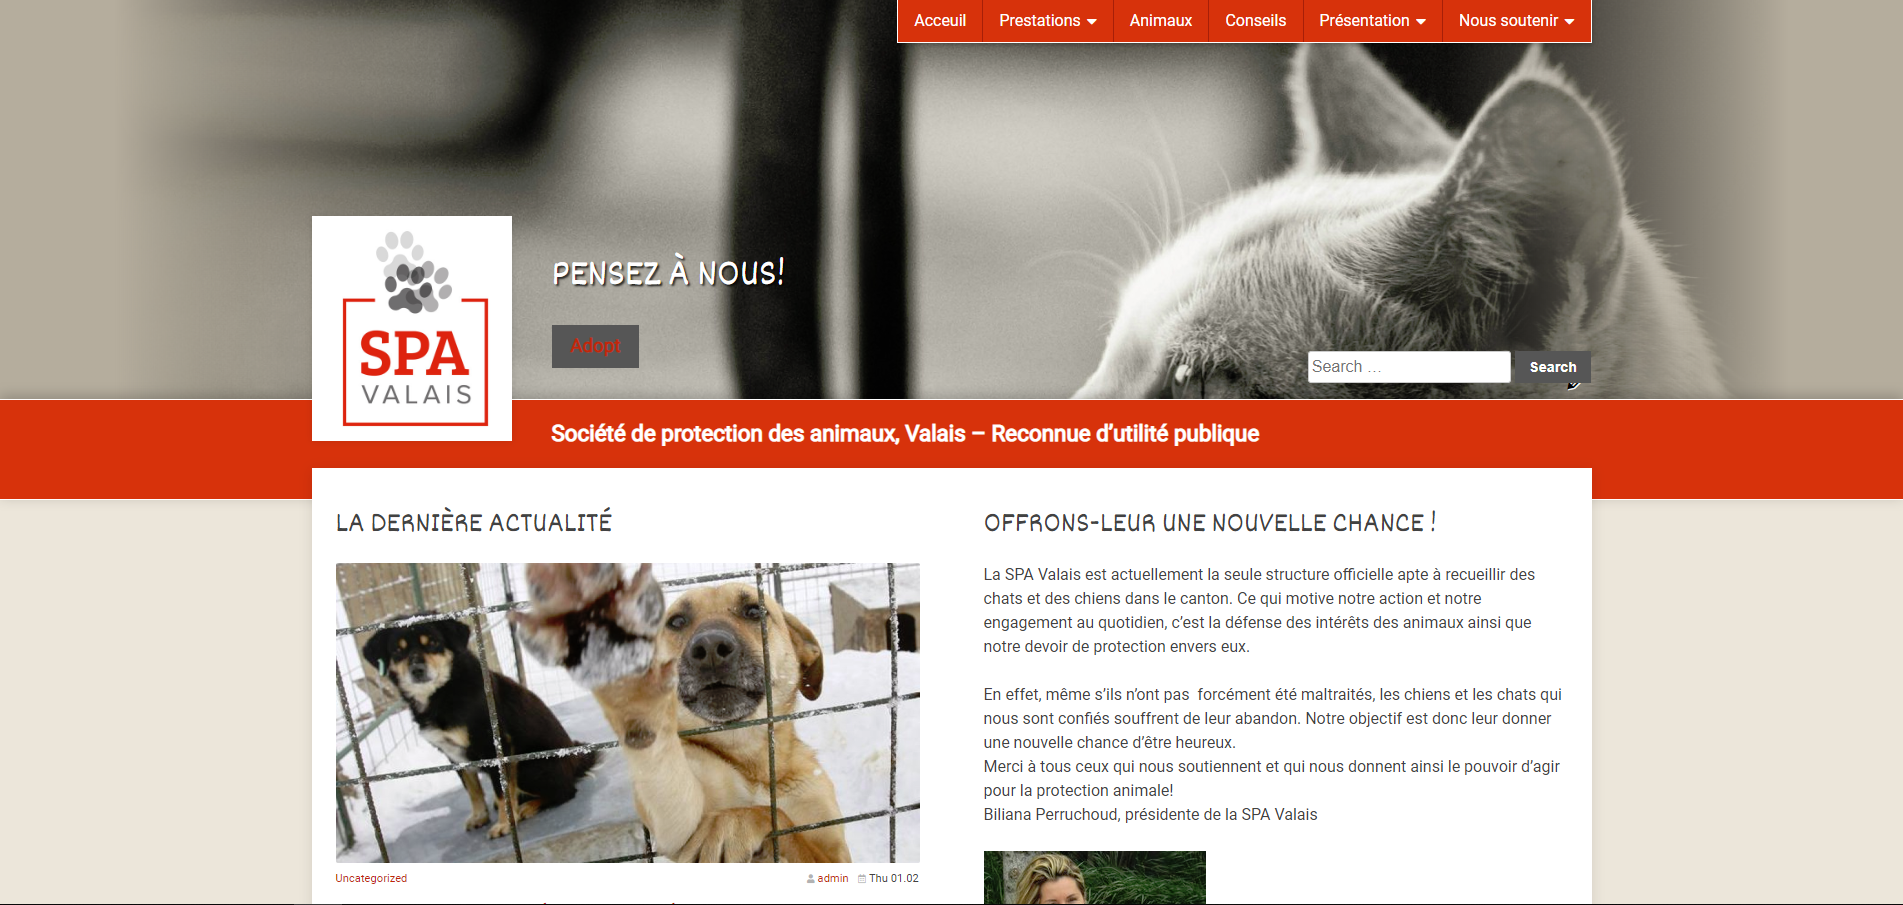 Acceuil Prestations Animaux Conseils Présentation Nous soutenir
SPA
VALAIS
PENSEZ À NOUS!
Adopt
Search ... Search
Société de protection des animaux, Valais – Reconnue d’utilité publique
LA DERNIÈRE ACTUALITÉ
Uncategorized admin Thu 01.02
OFFRONS-LEUR UNE NOUVELLE CHANCE !
La SPA Valais est actuellement la seule structure officielle apte à recueillir des
chats et des chiens dans le canton. Ce qui motive notre action et notre
engagement au quotidien, c’est la défense des intérêts des animaux ainsi que
notre devoir de protection envers eux.
En effet, même s’ils n’ont pas  forcément été maltraités, les chiens et les chats qui
nous sont confiés souffrent de leur abandon. Notre objectif est donc leur donner
une nouvelle chance d’être heureux.
Merci à tous ceux qui nous soutiennent et qui nous donnent ainsi le pouvoir d’agir
pour la protection animale!
Biliana Perruchoud, présidente de la SPA Valais